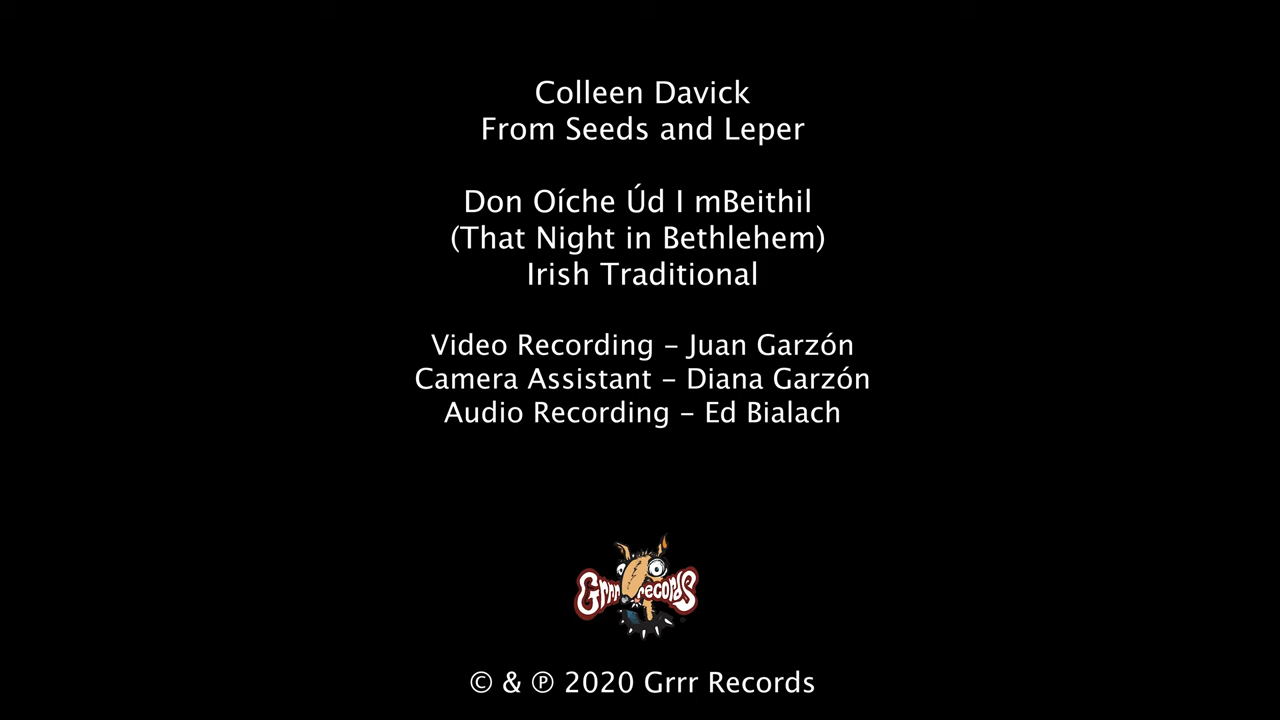 Colleen Davick
From Seeds and Leper
Don Oíche Úd I mBeithil
(That Night in Bethlehem)
Irish Traditional
Video Recording – Juan Garzón
Camera Assistant – Diana Garzón
Audio Recording – Ed Bialach
Grrr records
© & ℗ 2020 Grrr Records